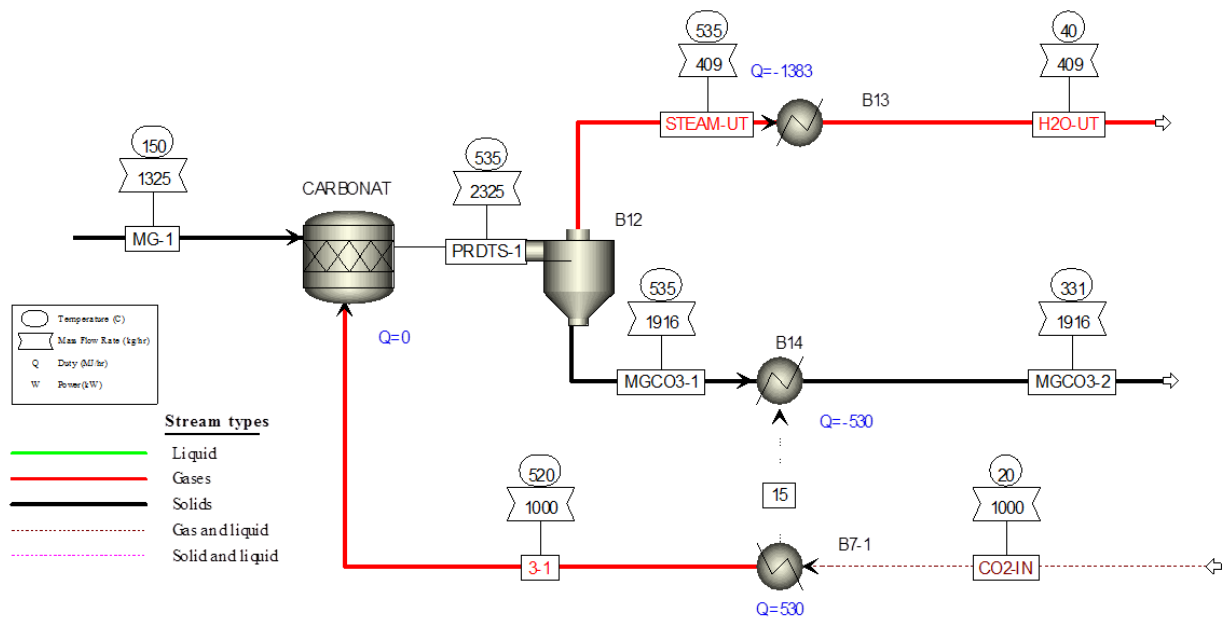 535
409
Q=-1383
STEAM-UT
B13
40
409
H2O-UT
150
1325
MG-1
CARBONAT
535
2325
PRDTS-1
B12
Q=0
535
1916
MGCO3-1
B14
Q=-530
331
1916
MGCO3-2
Temperature (C)
Mass Flow Rate (kg/hr)
Q Duty (MJ/hr)
W Power(kW)
Stream types
Liquid
Gases
Solids
Gas and liquid
Solid and liquid
520
1000
3-1
15
B7-1
Q=530
20
1000
CO2-IN